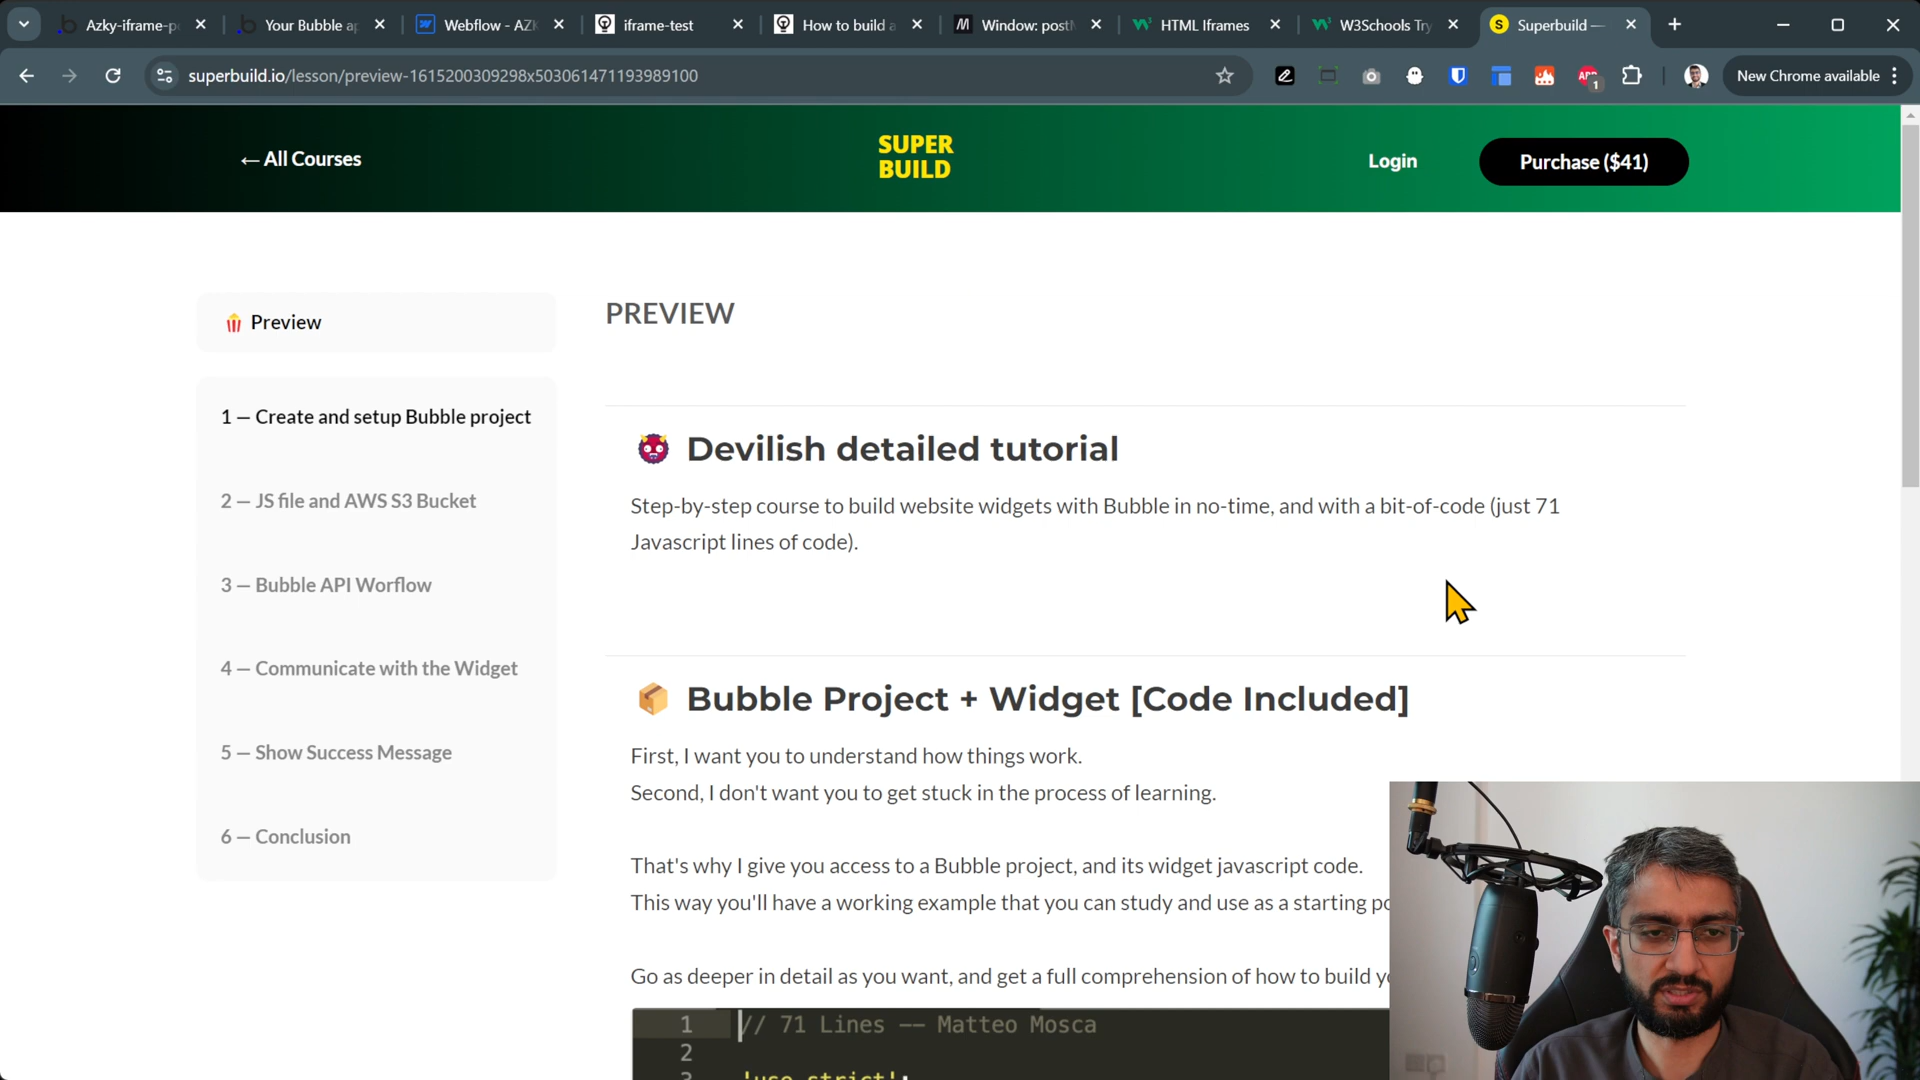 Azky-iframe-p
Your Bubble a
Webflow - AZK
iframe-test
How to build a
Window: post
HTML Iframes
W3Schools Try
Superbuild —
superbuild.io/lesson/preview-1615200309298x503061471193989100
New Chrome available
←All Courses
SUPER
BUILD
Login
Purchase ($41)
Preview
PREVIEW
1 — Create and setup Bubble project
2 — JS file and AWS S3 Bucket
3 — Bubble API Worflow
4 — Communicate with the Widget
5 — Show Success Message
6 — Conclusion
Devilish detailed tutorial
Step-by-step course to build website widgets with Bubble in no-time, and with a bit-of-code (just 71
Javascript lines of code).
Bubble Project + Widget [Code Included]
First, I want you to understand how things work.
Second, I don't want you to get stuck in the process of learning.
That's why I give you access to a Bubble project, and its widget javascript code.
This way you'll have a working example that you can study and use as a starting
Go as deeper in detail as you want, and get a full comprehension of how to build
1 // 71 Lines -- Matteo Mosca
2
3 'use strict';